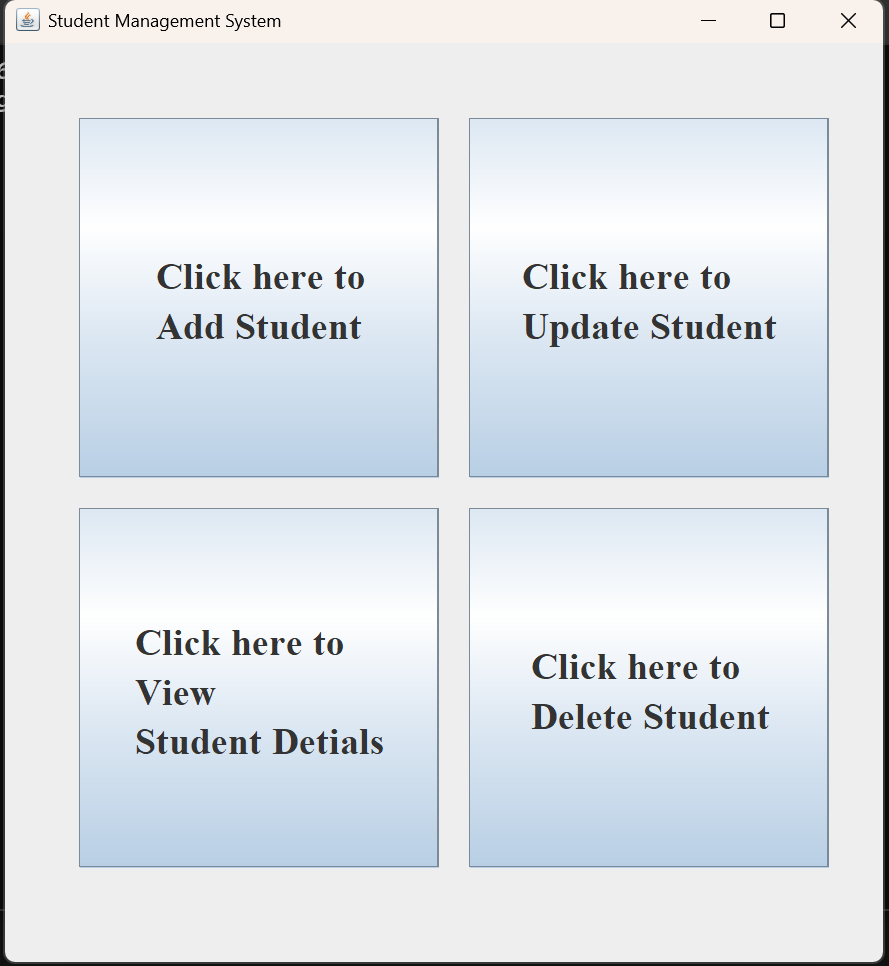 Student Management System
Click here to
Add Student
Click here to
Update Student
Click here to
View
Student Detials
Click here to
Delete Student